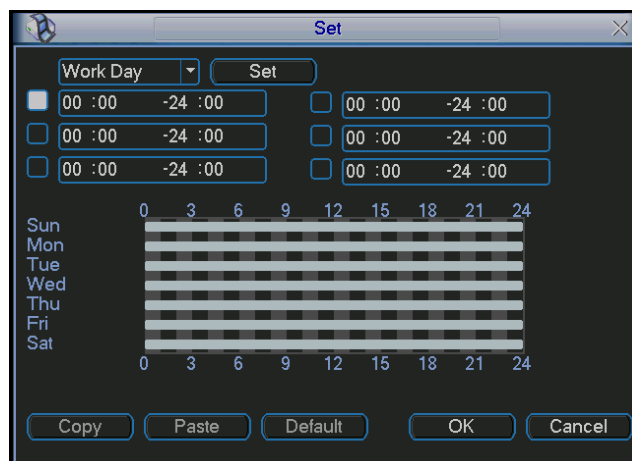 Set
Work Day Set
00 :00 -24 :00 00 :00 -24 :00
00 :00 -24 :00 00 :00 -24 :00
00 :00 -24 :00 00 :00 -24 :00
0 3 6 9 12 15 18 21 24
Sun
Mon
Tue
Wed
Thu
Fri
Sat
0 3 6 9 12 15 18 21 24
Copy Paste Default OK Cancel